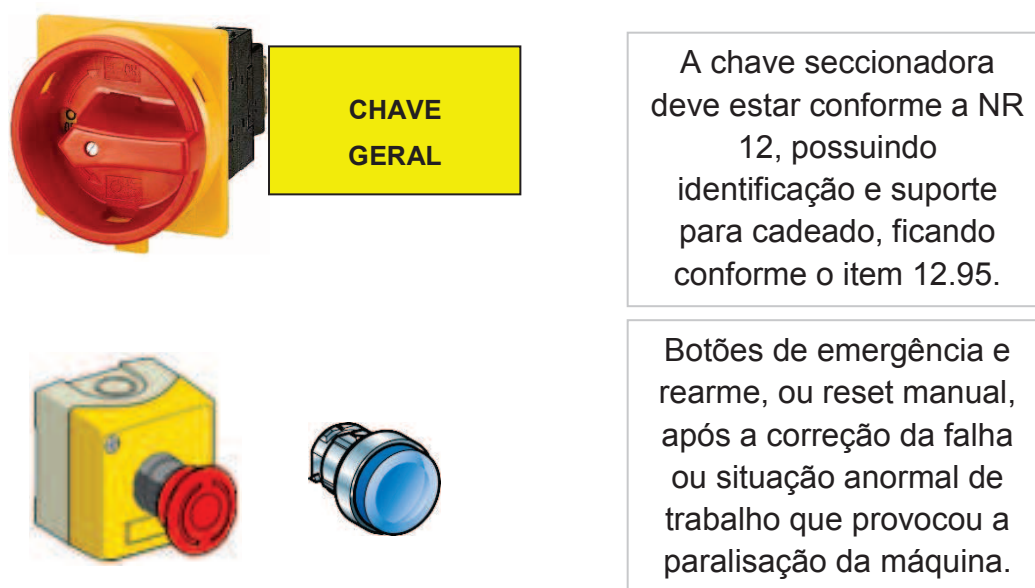 CHAVE
GERAL
A chave seccionadora
deve estar conforme a NR
12, possuindo
identificação e suporte
para cadeado, ficando
conforme o item 12.95.
Botões de emergência e
rearme, ou reset manual,
após a correção da falha
ou situação anormal de
trabalho que provocou a
paralisação da máquina.